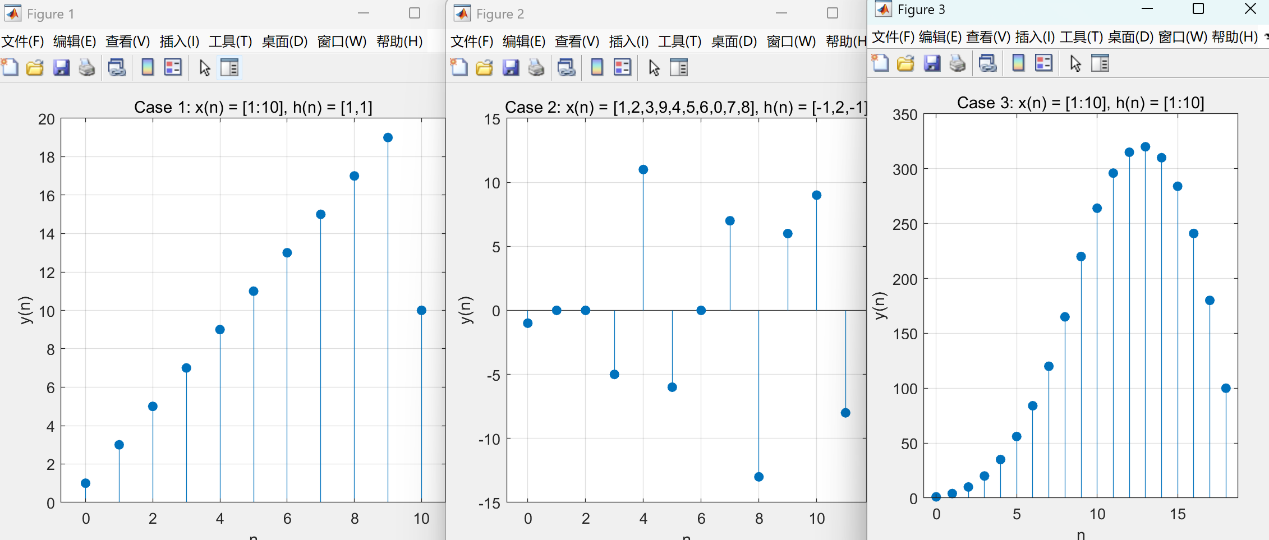 Figure 1
文件(F) 编辑(E) 查看(V) 插入(I) 工具(T) 桌面(D) 窗口(W) 帮助(H)
Case 1: x(n) = [1:10], h(n) = [1,1]
20
18
16
14
12
10
8
6
4
2
0
y(n)
0 2 4 6 8 10
n
Figure 2
文件(F) 编辑(E) 查看(V) 插入(I) 工具(T) 桌面(D) 窗口(W) 帮助(H
Case 2: x(n) = [1,2,3,9,4,5,6,0,7,8], h(n) = [-1,2,-1]
15
10
5
0
-5
-10
-15
y(n)
0 2 4 6 8 10
n
Figure 3
文件(F) 编辑(E) 查看(V) 插入(I) 工具(T) 桌面(D) 窗口(W) 帮助(H)
Case 3: x(n) = [1:10], h(n) = [1:10]
350
300
250
200
150
100
50
0
y(n)
0 5 10 15
n